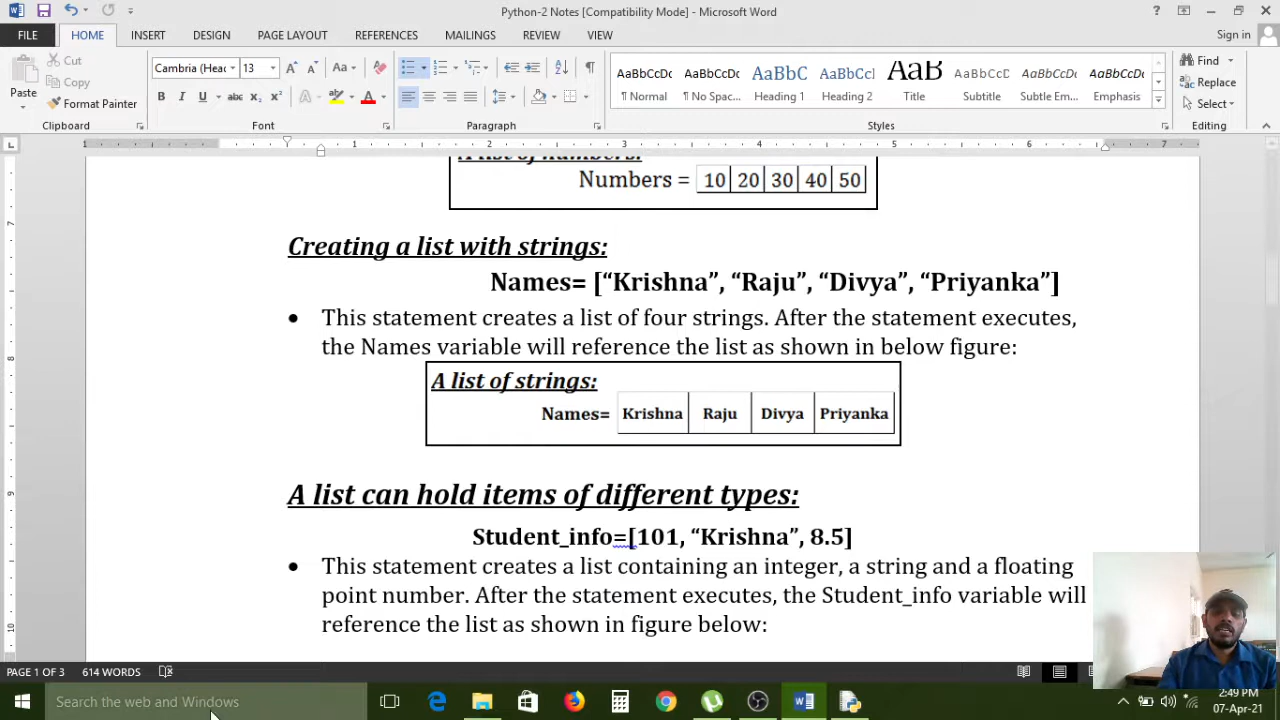 Python-2 Notes [Compatibility Mode] - Microsoft Word
FILE HOME INSERT DESIGN PAGE LAYOUT REFERENCES MAILINGS REVIEW VIEW Sign in
Cut
Copy
Format Painter
Paste
Clipboard
Cambria (Head 13
Font
Paragraph
AaBbCcDc AaBbCcDc AaBbC AaBbCcI AaB AaBbCcDc AaBbCcDc AaBbCcDc
¶ Normal ¶ No Spac... Heading 1 Heading 2 Title Subtitle Subtle Em... Emphasis
Styles
Find
Replace
Select
Editing
A list of numbers:
Numbers = 10 20 30 40 50
Creating a list with strings:
Names= [“Krishna”, “Raju”, “Divya”, “Priyanka”]
• This statement creates a list of four strings. After the statement executes,
the Names variable will reference the list as shown in below figure:
A list of strings:
Names= Krishna Raju Divya Priyanka
A list can hold items of different types:
Student_info=[101, “Krishna”, 8.5]
• This statement creates a list containing an integer, a string and a floating
point number. After the statement executes, the Student_info variable will
reference the list as shown in figure below:
PAGE 1 OF 3 614 WORDS
Search the web and Windows
2:49 PM
07-Apr-21